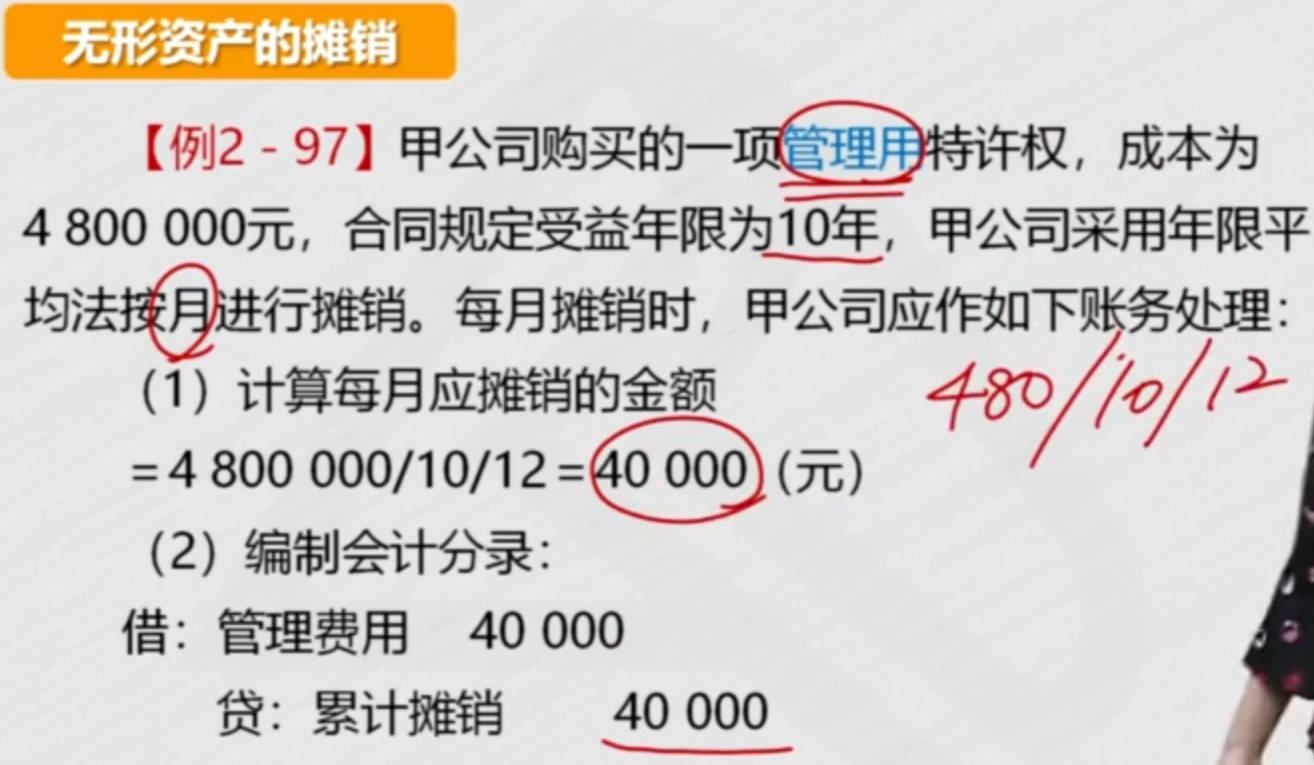 无形资产的摊销
【例2-97】甲公司购买的一项管理用特许权，成本为
4 800 000元，合同规定受益年限为10年，甲公司采用年限平
均法按月进行摊销。每月摊销时，甲公司应作如下账务处理：
（1）计算每月应摊销的金额
480/10/12
=4 800 000/10/12=40 000（元）
（2）编制会计分录：
借：管理费用 40 000
贷：累计摊销 40 000